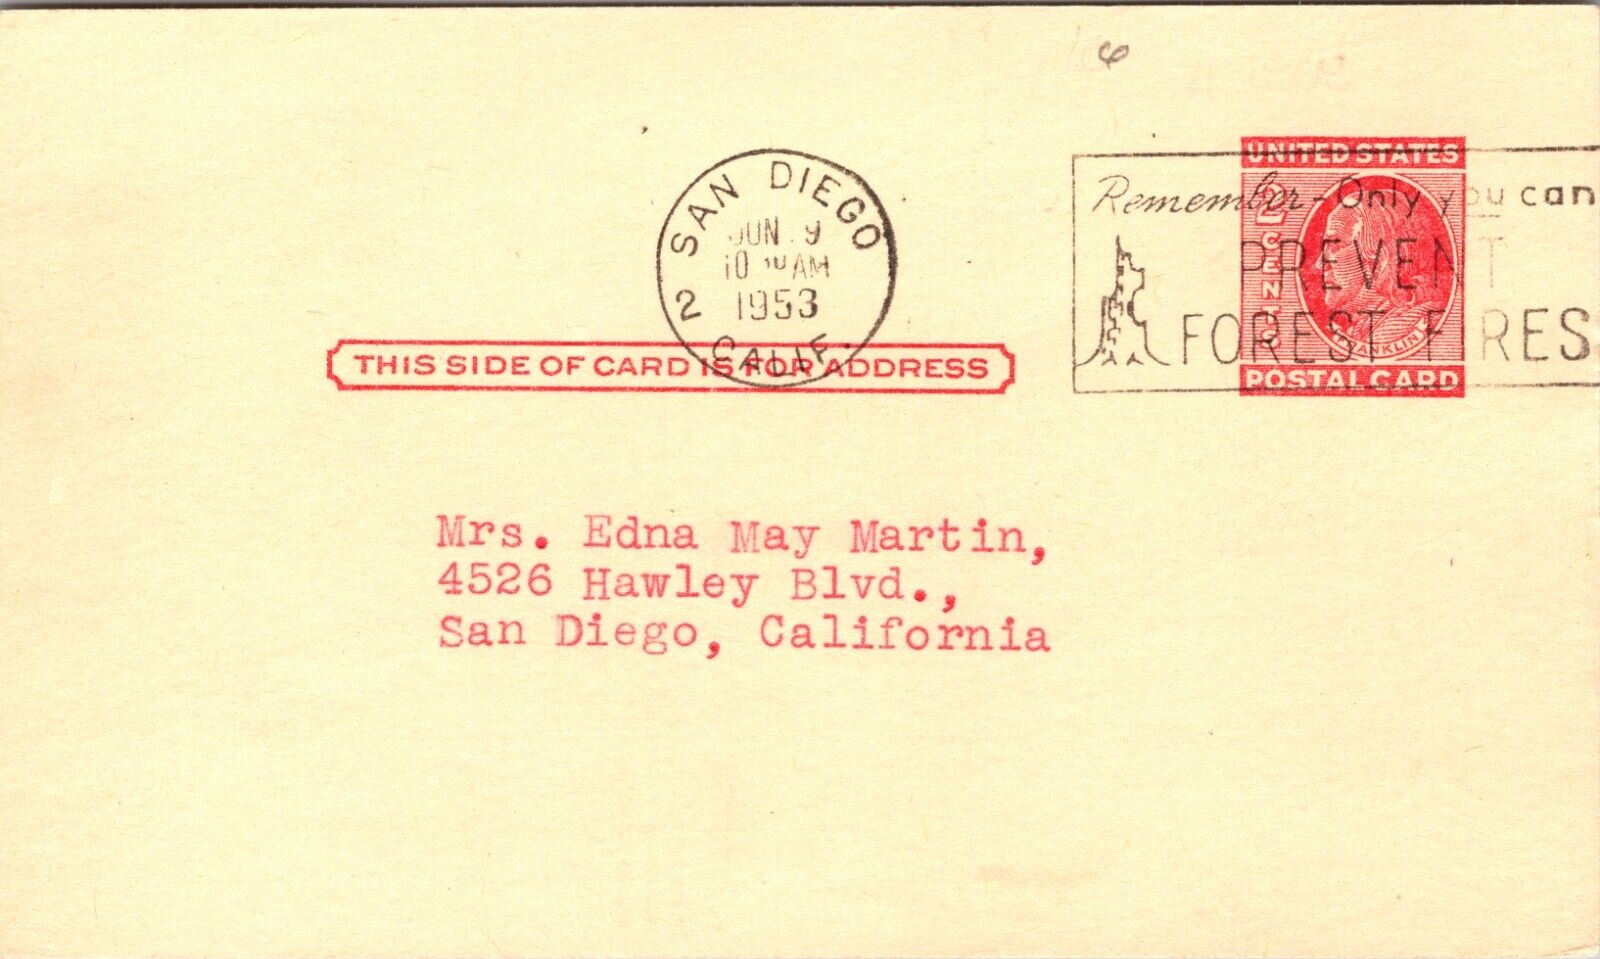 SAN DIEGO
JUN 9
10 AM
1953
2
CALIF.
Remember - Only you can
PREVENT
FOREST FIRES
UNITED STATES
2 CENTS
FRANKLIN
POSTAL CARD
THIS SIDE OF CARD IS FOR ADDRESS
Mrs. Edna May Martin,
4526 Hawley Blvd.,
San Diego, California